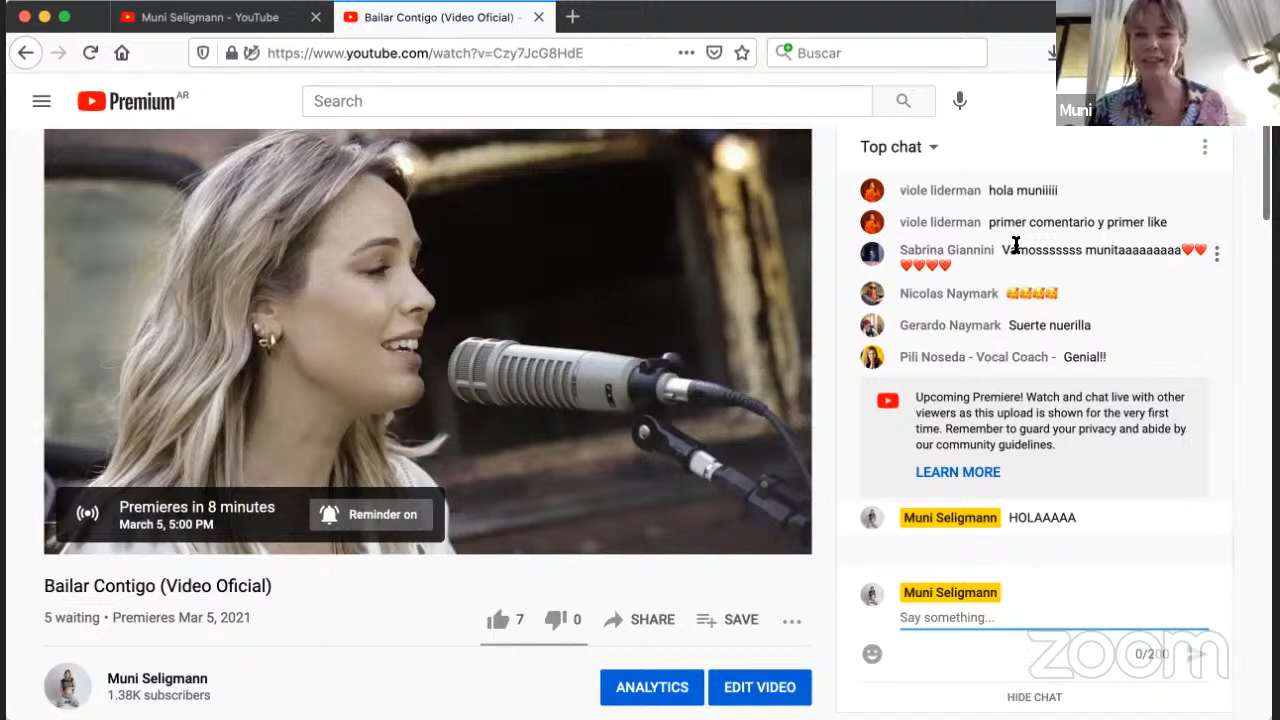 Muni Seligmann - YouTube
Bailar Contigo (Video Oficial) -
https://www.youtube.com/watch?v=Czy7JcG8HdE
Buscar
Muni
Premium AR
Search
Top chat
viole liderman hola muniiiii
viole liderman primer comentario y primer like
Sabrina Giannini Vamosssssss munitaaaaaaaaa❤️❤️
❤️❤️❤️❤️
Nicolas Naymark 🥰🥰🥰🥰
Gerardo Naymark Suerte nuerilla
Pili Noseda - Vocal Coach - Genial!!
Upcoming Premiere! Watch and chat live with other
viewers as this upload is shown for the very first
time. Remember to guard your privacy and abide by
our community guidelines.
LEARN MORE
Muni Seligmann HOLAAAAA
Premieres in 8 minutes
March 5, 5:00 PM
Reminder on
Bailar Contigo (Video Oficial)
5 waiting • Premieres Mar 5, 2021
7
0
SHARE
SAVE
Muni Seligmann
1.38K subscribers
ANALYTICS
EDIT VIDEO
Muni Seligmann
Say something...
0/200
zoom
HIDE CHAT